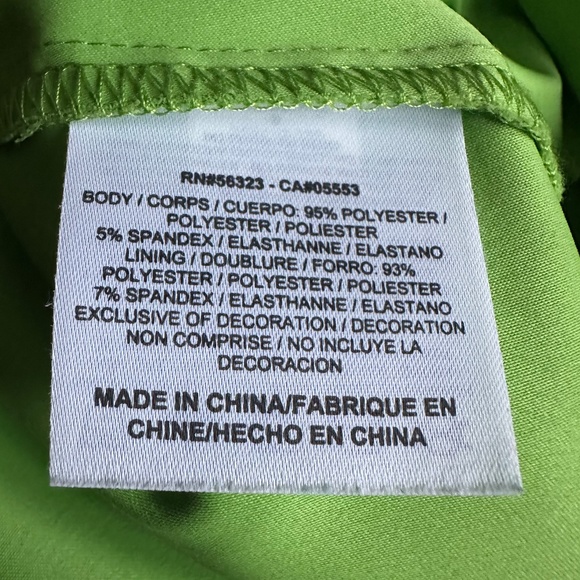 RN#56323 - CA#05553
BODY / CORPS / CUERPO: 95% POLYESTER /
POLYESTER / POLIESTER
5% SPANDEX / ELASTHANNE / ELASTANO
LINING / DOUBLURE / FORRO: 93%
POLYESTER / POLYESTER / POLIESTER
7% SPANDEX / ELASTHANNE / ELASTANO
EXCLUSIVE OF DECORATION / DECORATION
NON COMPRISE / NO INCLUYE LA
DECORACION
MADE IN CHINA/FABRIQUE EN
CHINE/HECHO EN CHINA